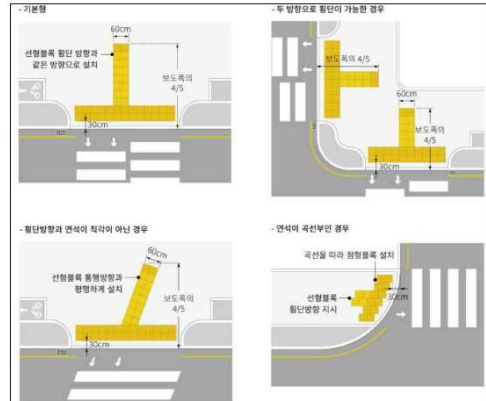 - 기본형
60cm
선형블록 횡단 방향과
같은 방향으로 설치
보도폭의
4/5
30cm
- 두 방향으로 횡단이 가능한 경우
보도폭의
4/5
60cm
보도폭의
4/5
30cm
- 횡단방향과 연석이 직각이 아닌 경우
60cm
선형블록 통행방향과
평행하게 설치
보도폭의
4/5
30cm
- 연석이 곡선부인 경우
곡선을 따라 점형블록 설치
30cm
선형블록
횡단방향 지시